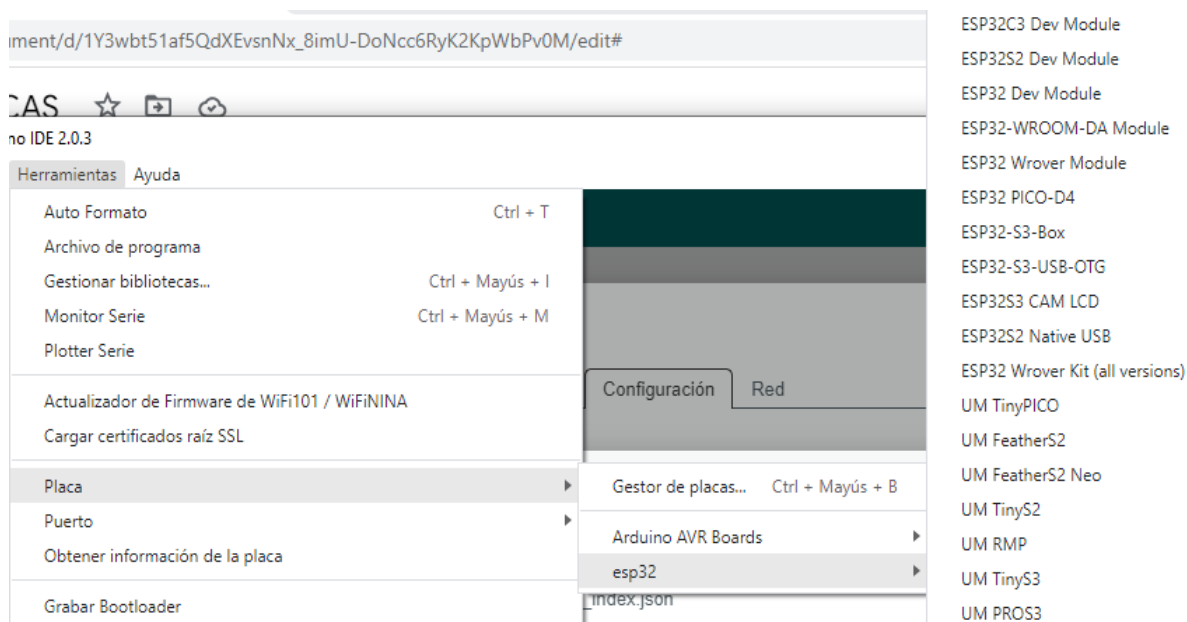 ument/d/1Y3wbt51af5QdXEvsnNx_8imU-DoNcc6RyK2KpWbPv0M/edit#
CAS
no IDE 2.0.3
Herramientas Ayuda
Auto Formato Ctrl + T
Archivo de programa
Gestionar bibliotecas... Ctrl + Mayús + I
Monitor Serie Ctrl + Mayús + M
Plotter Serie
Actualizador de Firmware de WiFi101 / WiFiNINA
Cargar certificados raíz SSL
Placa
Puerto
Obtener información de la placa
Grabar Bootloader
Configuración Red
Gestor de placas... Ctrl + Mayús + B
Arduino AVR Boards
esp32
_index.json
ESP32C3 Dev Module
ESP32S2 Dev Module
ESP32 Dev Module
ESP32-WROOM-DA Module
ESP32 Wrover Module
ESP32 PICO-D4
ESP32-S3-Box
ESP32-S3-USB-OTG
ESP32S3 CAM LCD
ESP32S2 Native USB
ESP32 Wrover Kit (all versions)
UM TinyPICO
UM FeatherS2
UM FeatherS2 Neo
UM TinyS2
UM RMP
UM TinyS3
UM PROS3